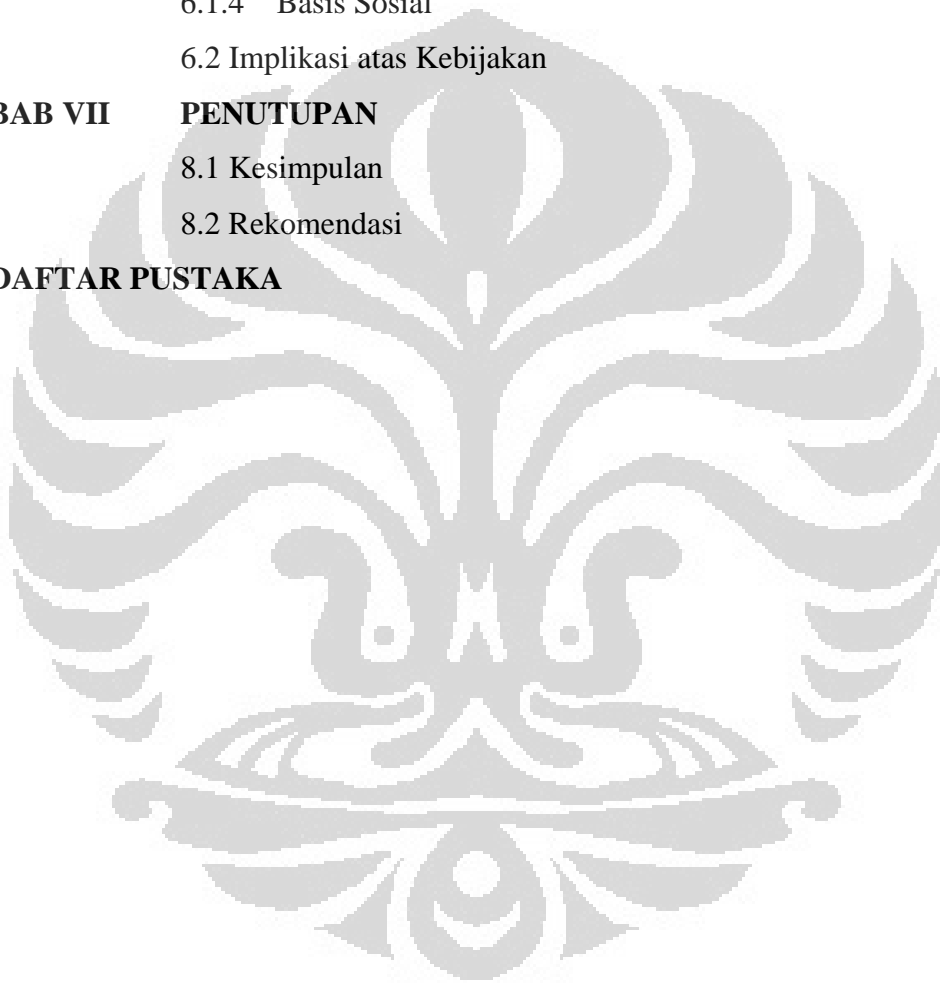 6.1.4 Basis Sosial
6.2 Implikasi atas Kebijakan
BAB VII PENUTUPAN
8.1 Kesimpulan
8.2 Rekomendasi
DAFTAR PUSTAKA